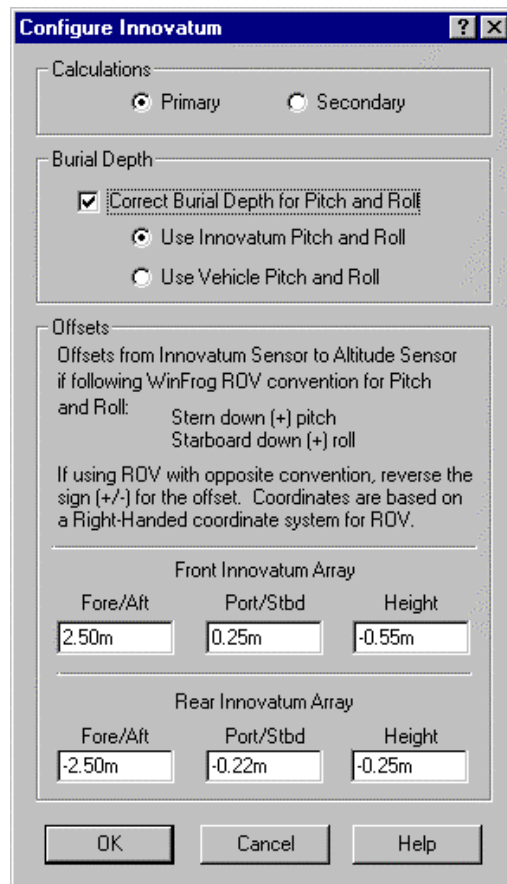 Configure Innovatum
Calculations
Primary Secondary
Burial Depth
Correct Burial Depth for Pitch and Roll
Use Innovatum Pitch and Roll
Use Vehicle Pitch and Roll
Offsets
Offsets from Innovatum Sensor to Altitude Sensor
if following WinFrog ROV convention for Pitch
and Roll:
Stern down (+) pitch
Starboard down (+) roll
If using ROV with opposite convention, reverse the
sign (+/-) for the offset. Coordinates are based on
a Right-Handed coordinate system for ROV.
Front Innovatum Array
Fore/Aft Port/Stbd Height
2.50m 0.25m -0.55m
Rear Innovatum Array
Fore/Aft Port/Stbd Height
-2.50m -0.22m -0.25m
OK Cancel Help